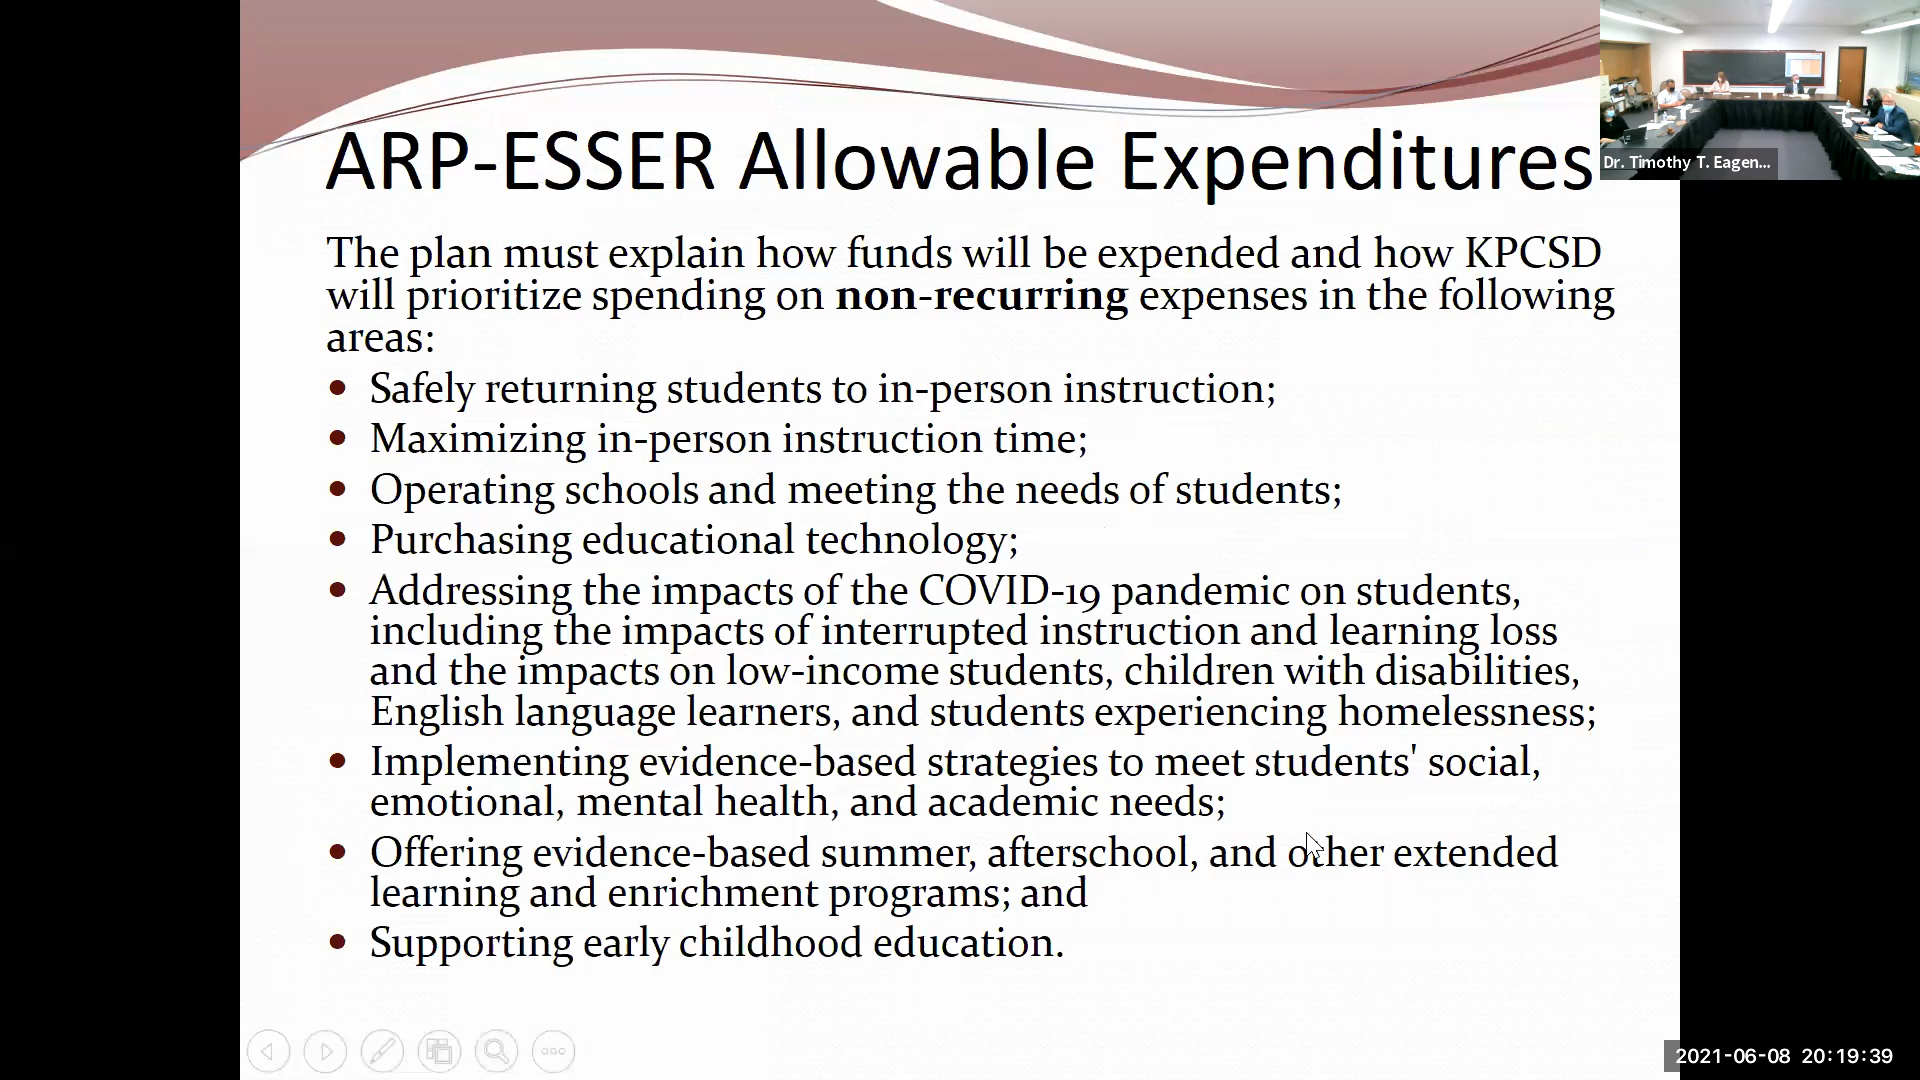 ARP-ESSER Allowable Expenditures
Dr. Timothy T. Eagen...
The plan must explain how funds will be expended and how KPCSD
will prioritize spending on non-recurring expenses in the following
areas:
• Safely returning students to in-person instruction;
• Maximizing in-person instruction time;
• Operating schools and meeting the needs of students;
• Purchasing educational technology;
• Addressing the impacts of the COVID-19 pandemic on students,
including the impacts of interrupted instruction and learning loss
and the impacts on low-income students, children with disabilities,
English language learners, and students experiencing homelessness;
• Implementing evidence-based strategies to meet students' social,
emotional, mental health, and academic needs;
• Offering evidence-based summer, afterschool, and other extended
learning and enrichment programs; and
• Supporting early childhood education.
2021-06-08 20:19:39